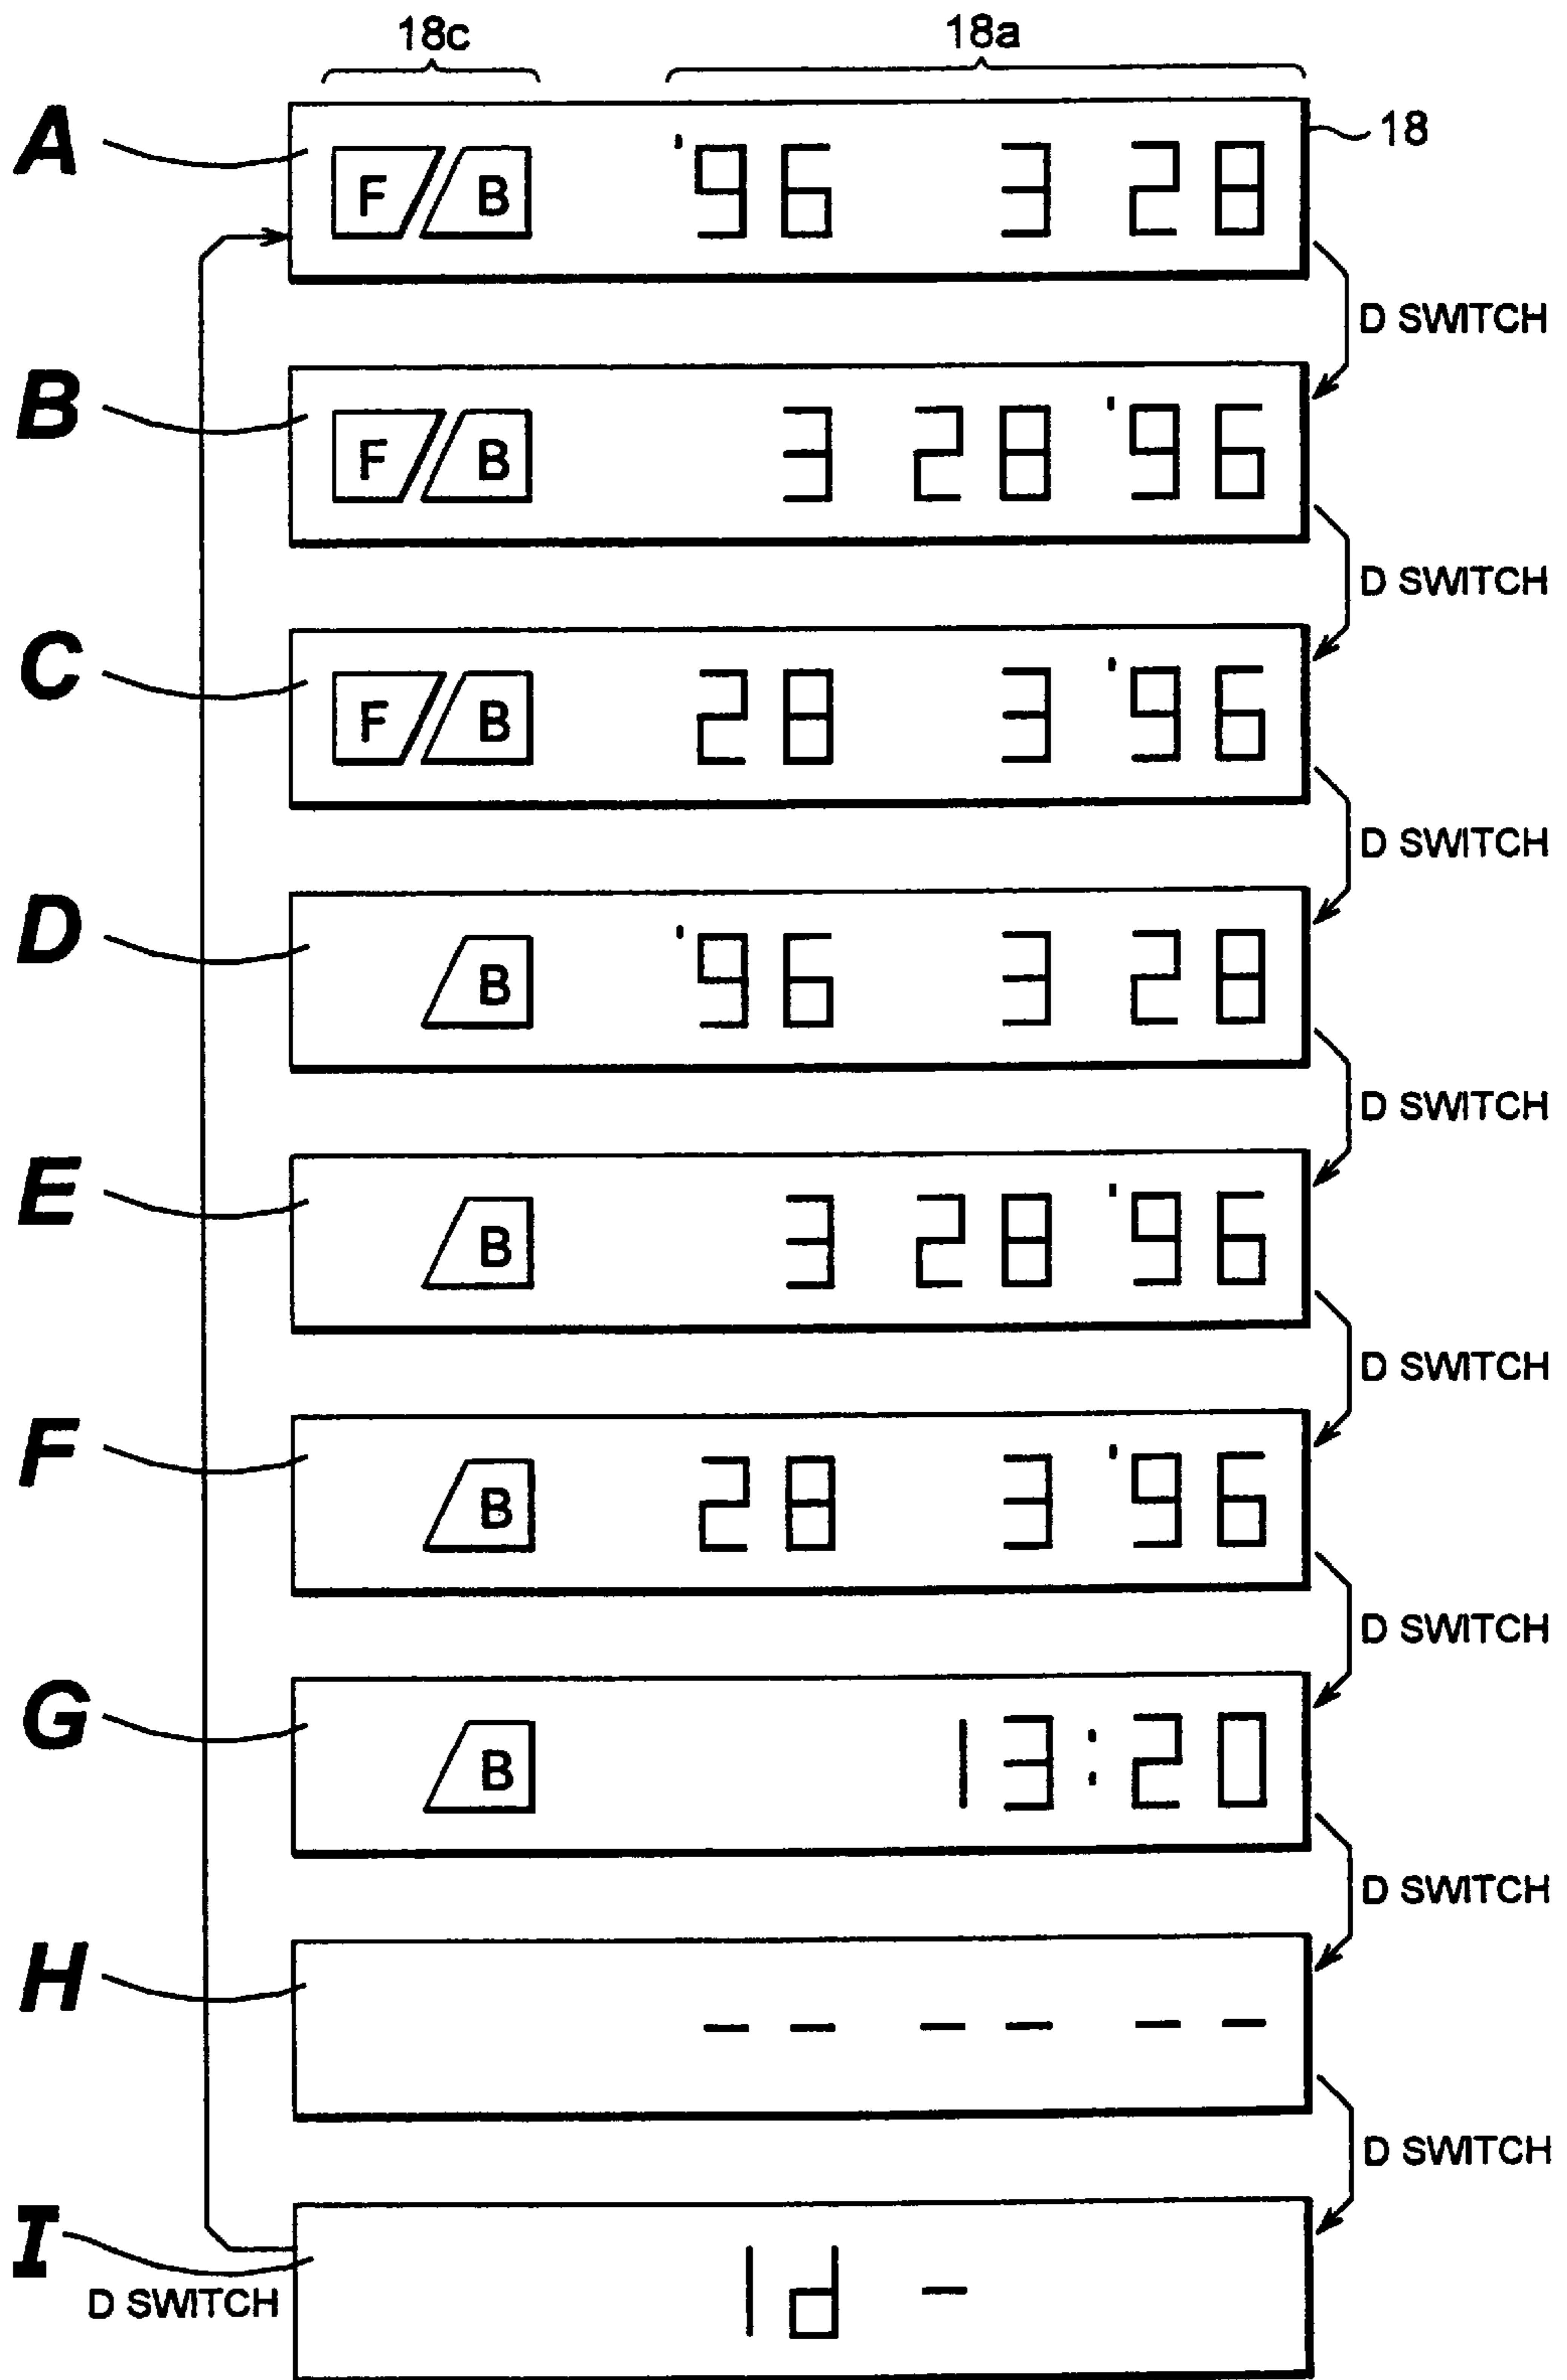 18c 18a
A F B '96 3 28 18
D SWITCH
B F B 3 28 '96
D SWITCH
C F B 28 3 '96
D SWITCH
D B '96 3 28
D SWITCH
E B 3 28 '96
D SWITCH
F B 28 3 '96
D SWITCH
G B 13:20
D SWITCH
H -- -- --
D SWITCH
I Id -
D SWITCH